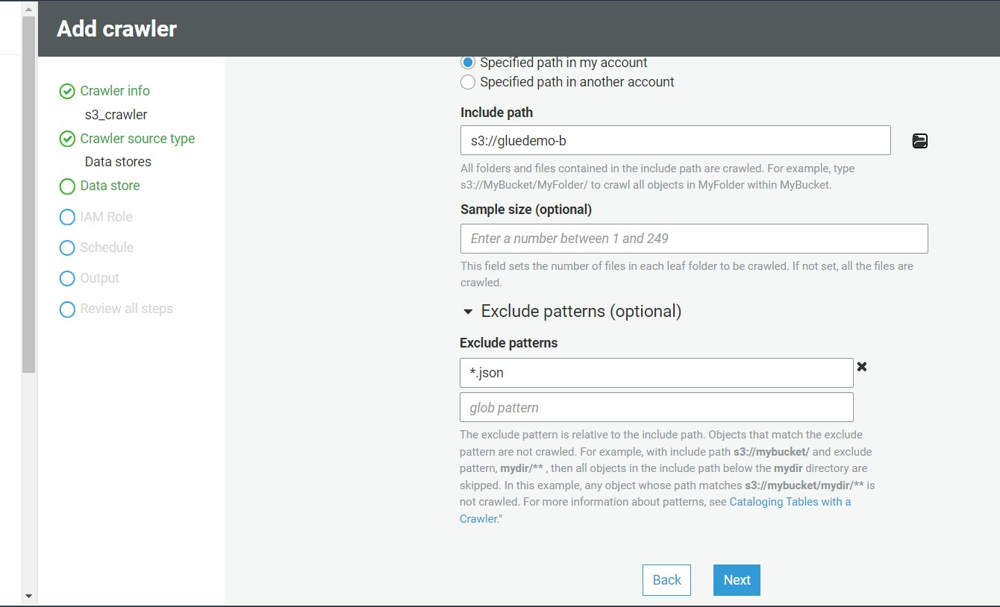 Add crawler
Crawler info
s3_crawler
Crawler source type
Data stores
Data store
IAM Role
Schedule
Output
Review all steps
Specified path in my account
Specified path in another account
Include path
s3://gluedemo-b
All folders and files contained in the include path are crawled. For example, type
s3://MyBucket/MyFolder/ to crawl all objects in MyFolder within MyBucket.
Sample size (optional)
Enter a number between 1 and 249
This field sets the number of files in each leaf folder to be crawled. If not set, all the files are
crawled.
Exclude patterns (optional)
Exclude patterns
*.json
glob pattern
The exclude pattern is relative to the include path. Objects that match the exclude
pattern are not crawled. For example, with include path s3://mybucket/ and exclude
pattern, mydir/** , then all objects in the include path below the mydir directory are
skipped. In this example, any object whose path matches s3://mybucket/mydir/** is
not crawled. For more information about patterns, see Cataloging Tables with a
Crawler."
Back
Next